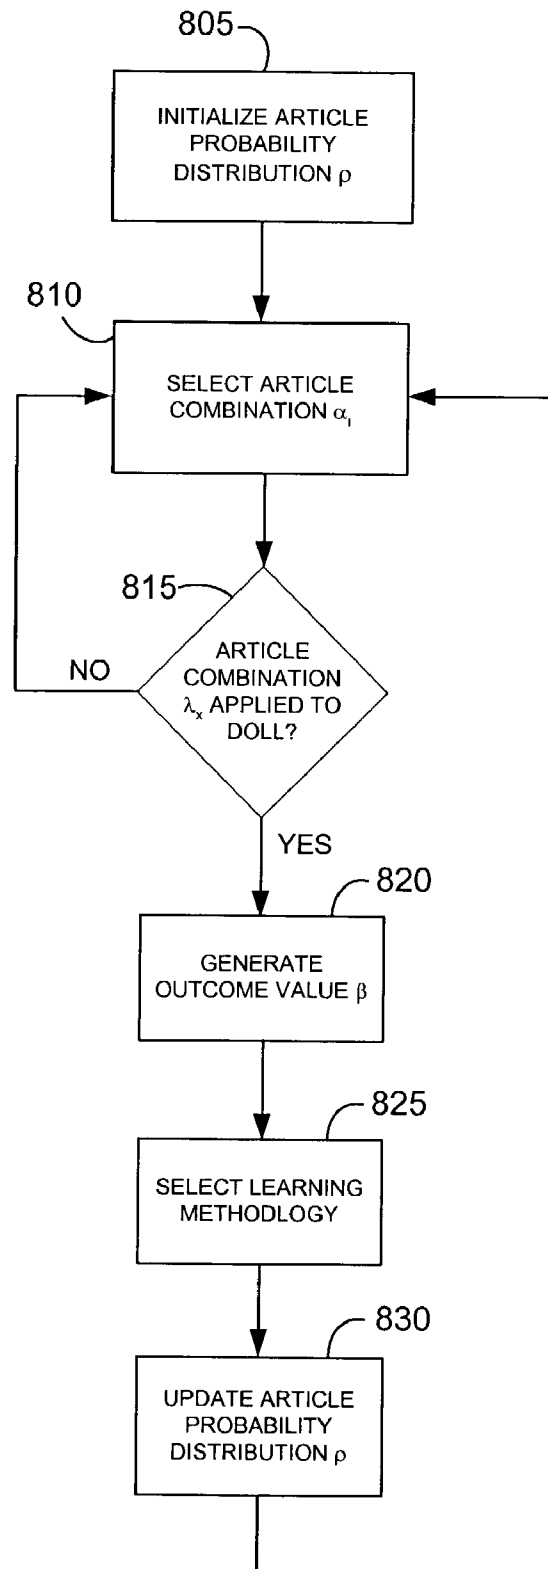 805
INITIALIZE ARTICLE
PROBABILITY
DISTRIBUTION ρ
810
SELECT ARTICLE
COMBINATION αᵢ
815
ARTICLE
COMBINATION
λₓ APPLIED TO
DOLL?
NO
YES
820
GENERATE
OUTCOME VALUE β
825
SELECT LEARNING
METHODLOGY
830
UPDATE ARTICLE
PROBABILITY
DISTRIBUTION ρ